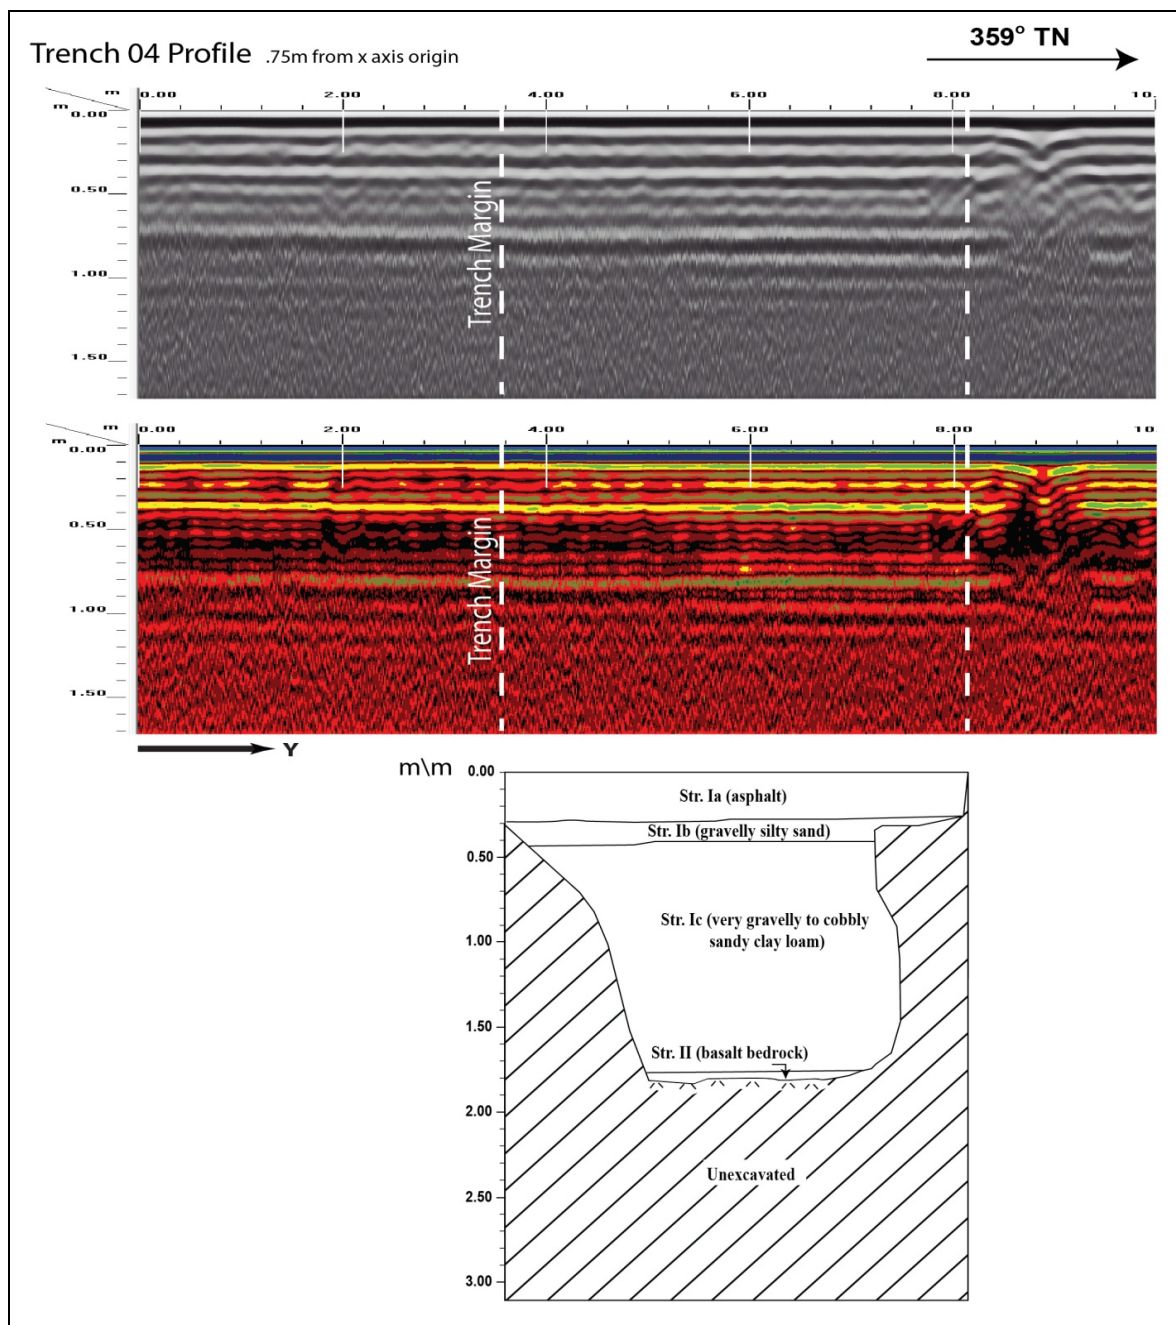 Trench 04 Profile .75m from x axis origin
359° TN
m 0.00 2.00 4.00 6.00 8.00 10.
m
0.00
0.50
1.00
1.50
Trench Margin
m 0.00 2.00 4.00 6.00 8.00 10.
m
0.00
0.50
1.00
1.50
Trench Margin
Y
m\m
0.00
Str. Ia (asphalt)
Str. Ib (gravelly silty sand)
0.50
Str. Ic (very gravelly to cobbly
sandy clay loam)
1.00
1.50
Str. II (basalt bedrock)
2.00
Unexcavated
2.50
3.00